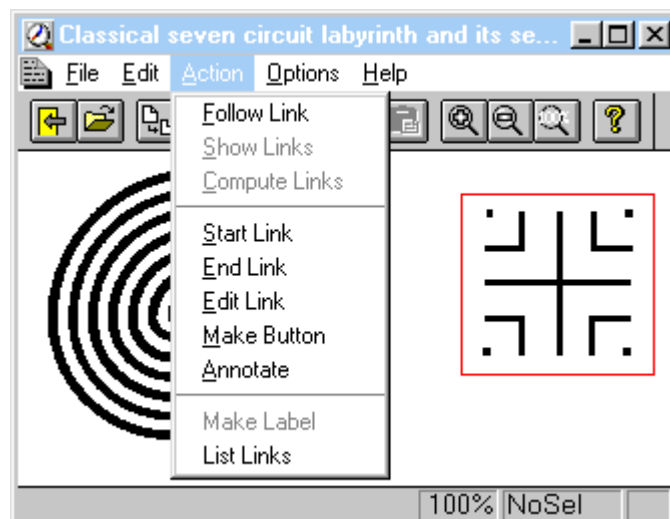 Classical seven circuit labyrinth and its se...
File Edit Action Options Help
Follow Link
Show Links
Compute Links
Start Link
End Link
Edit Link
Make Button
Annotate
Make Label
List Links
100% NoSel